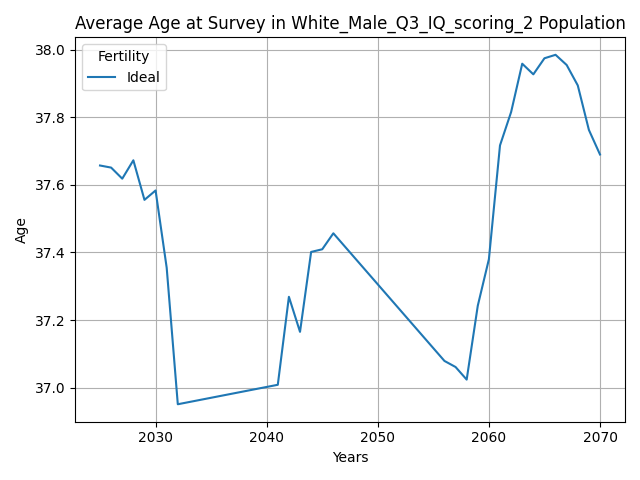 Average Age at Survey in White_Male_Q3_IQ_scoring_2 Population
Fertility
Ideal
38.0
37.8
37.6
37.4
37.2
37.0
Age
2030 2040 2050 2060 2070
Years